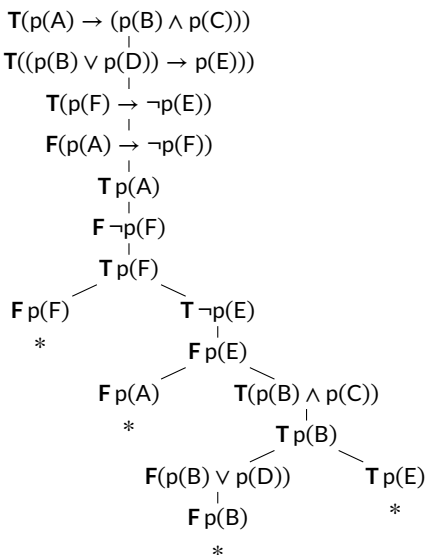 T(p(A) → (p(B) ∧ p(C)))
T((p(B) ∨ p(D)) → p(E)))
T(p(F) → ¬p(E))
F(p(A) → ¬p(F))
T p(A)
F ¬p(F)
T p(F)
F p(F) T ¬p(E)
*
F p(E)
F p(A) T(p(B) ∧ p(C))
*
T p(B)
F(p(B) ∨ p(D)) T p(E)
*
F p(B)
*